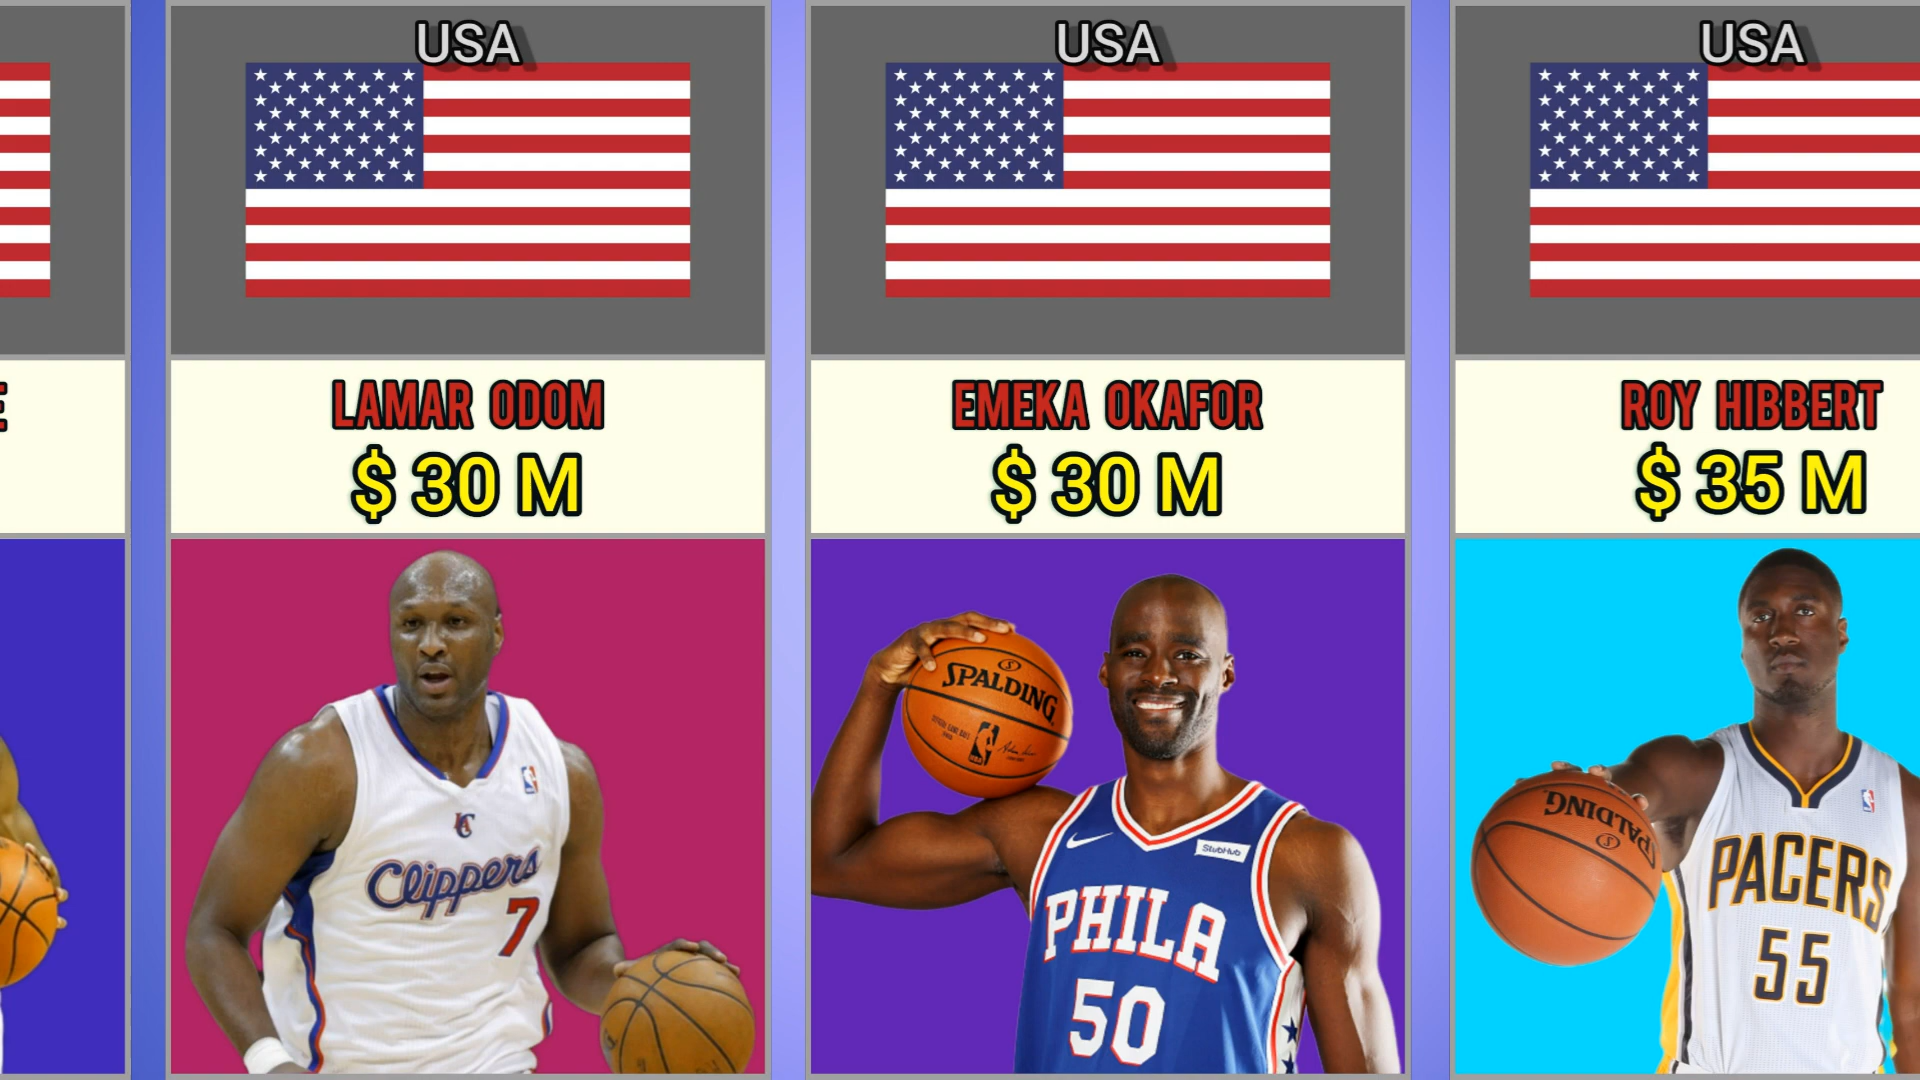 USA
LAMAR ODOM
$ 30 M
Clippers
7
USA
EMEKA OKAFOR
$ 30 M
SPALDING
StubHub
PHILA
50
USA
ROY HIBBERT
$ 35 M
SPALDING
PACERS
55